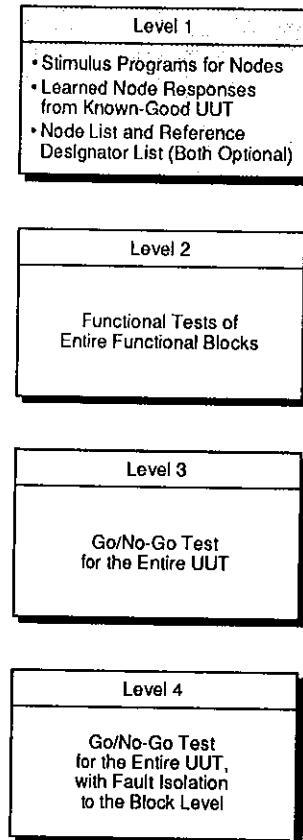 Level 1
• Stimulus Programs for Nodes
• Learned Node Responses
from Known-Good UUT
• Node List and Reference
Designator List (Both Optional)
Level 2
Functional Tests of
Entire Functional Blocks
Level 3
Go/No-Go Test
for the Entire UUT
Level 4
Go/No-Go Test
for the Entire UUT,
with Fault Isolation
to the Block Level